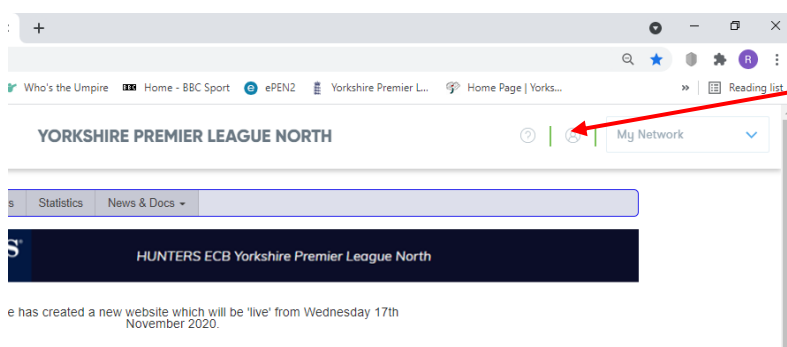 +
R
Who's the Umpire BBC Home - BBC Sport e ePEN2 Yorkshire Premier L... Home Page | Yorks... » Reading list
YORKSHIRE PREMIER LEAGUE NORTH ? My Network
s Statistics News & Docs
S HUNTERS ECB Yorkshire Premier League North
e has created a new website which will be 'live' from Wednesday 17th
November 2020.